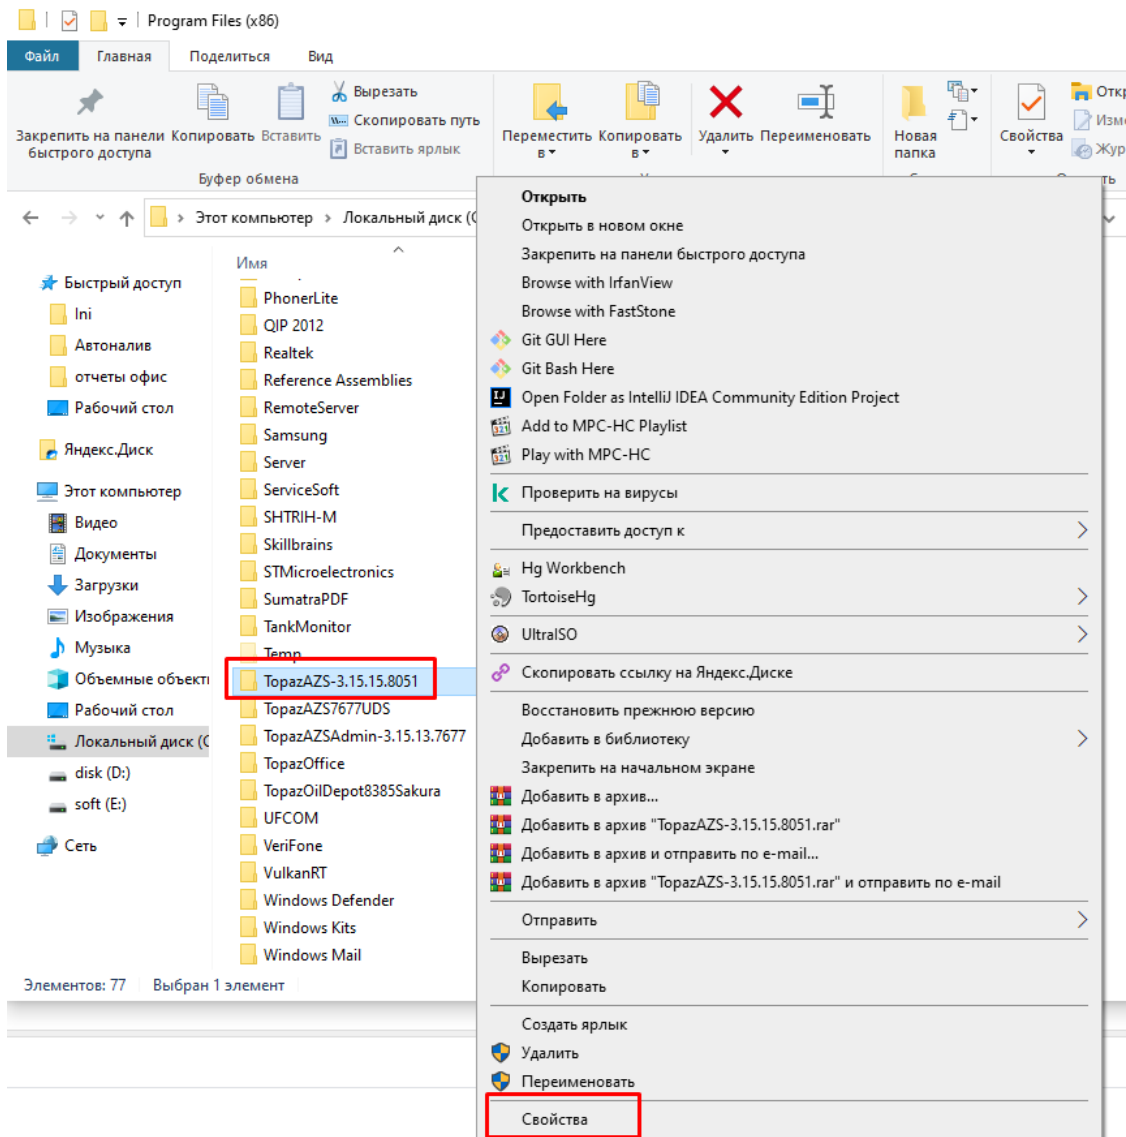 Program Files (x86)
Файл Главная Поделиться Вид
Вырезать
Скопировать путь
Вставить ярлык
Закрепить на панели быстрого доступа
Копировать
Вставить
Переместить в
Копировать в
Удалить
Переименовать
Новая папка
Свойства
Буфер обмена
Этот компьютер > Локальный диск (C
Имя
Быстрый доступ
Ini
Автоналив
отчеты офис
Рабочий стол
Яндекс.Диск
Этот компьютер
Видео
Документы
Загрузки
Изображения
Музыка
Объемные объект
Рабочий стол
Локальный диск (C
disk (D:)
soft (E:)
Сеть
PhonerLite
QIP 2012
Realtek
Reference Assemblies
RemoteServer
Samsung
Server
ServiceSoft
SHTRIH-M
Skillbrains
STMicroelectronics
SumatraPDF
TankMonitor
Temp
TopazAZS-3.15.15.8051
TopazAZS7677UDS
TopazAZSAdmin-3.15.13.7677
TopazOffice
TopazOilDepot8385Sakura
UFCOM
VeriFone
VulkanRT
Windows Defender
Windows Kits
Windows Mail
Элементов: 77 Выбран 1 элемент
Открыть
Открыть в новом окне
Закрепить на панели быстрого доступа
Browse with IrfanView
Browse with FastStone
Git GUI Here
Git Bash Here
Open Folder as IntelliJ IDEA Community Edition Project
Add to MPC-HC Playlist
Play with MPC-HC
Проверить на вирусы
Предоставить доступ к
Hg Workbench
TortoiseHg
UltraISO
Скопировать ссылку на Яндекс.Диске
Восстановить прежнюю версию
Добавить в библиотеку
Закрепить на начальном экране
Добавить в архив...
Добавить в архив "TopazAZS-3.15.15.8051.rar"
Добавить в архив и отправить по e-mail...
Добавить в архив "TopazAZS-3.15.15.8051.rar" и отправить по e-mail
Отправить
Вырезать
Копировать
Создать ярлык
Удалить
Переименовать
Свойства